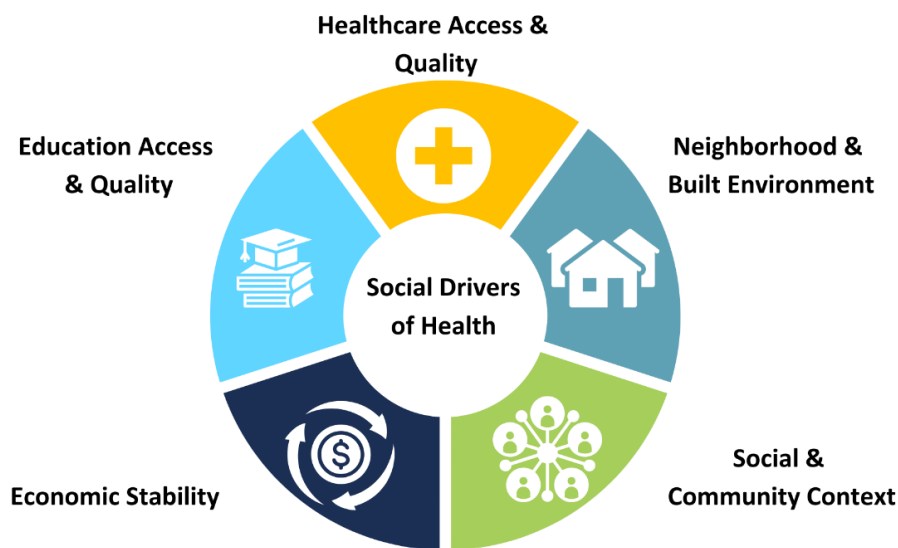 Healthcare Access &
Quality
Education Access
& Quality
Neighborhood &
Built Environment
Social Drivers
of Health
$
Economic Stability
Social &
Community Context